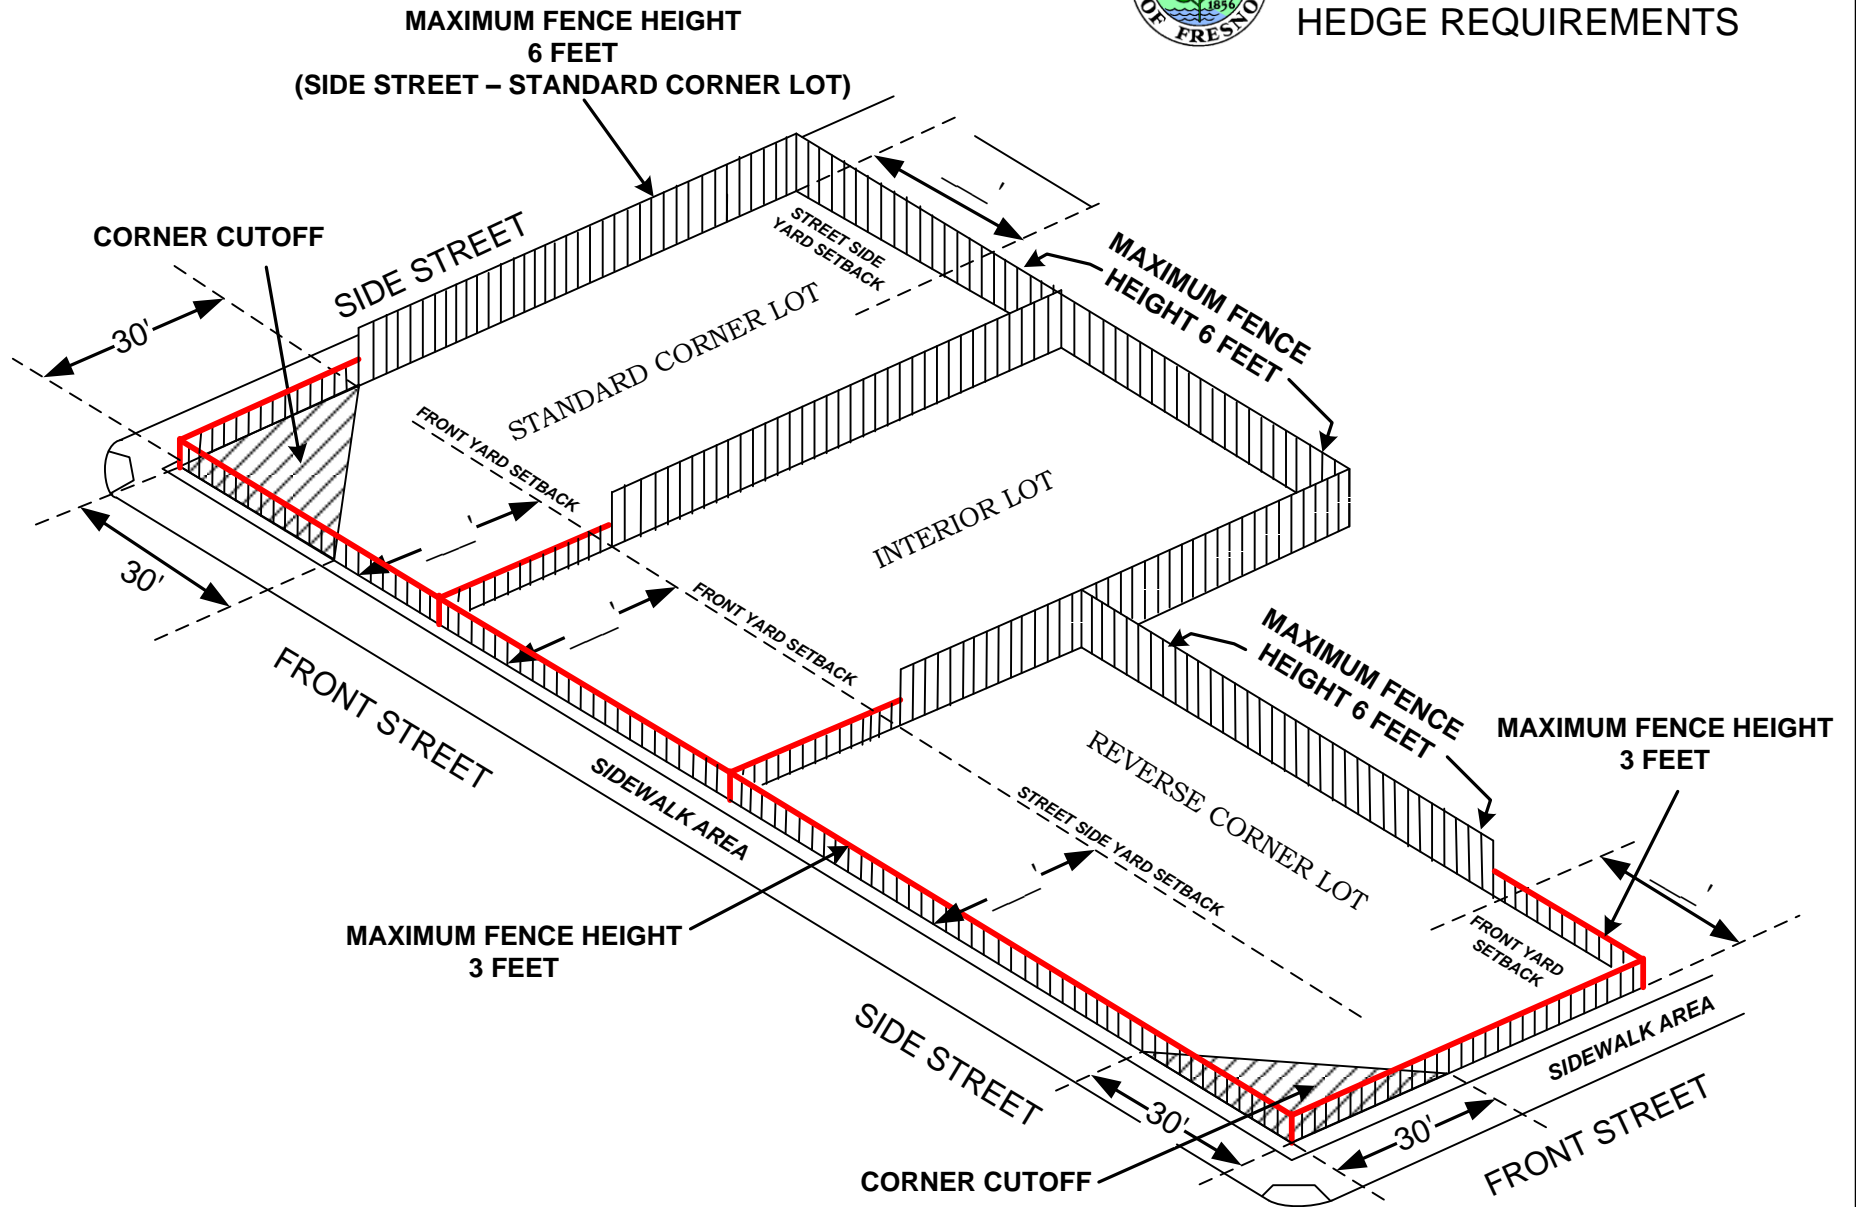 MAXIMUM FENCE HEIGHT
6 FEET
(SIDE STREET – STANDARD CORNER LOT)
1856
OF FRESNO
HEDGE REQUIREMENTS
CORNER CUTOFF
SIDE STREET
30'
STREET SIDE
YARD SETBACK
MAXIMUM FENCE
HEIGHT 6 FEET
STANDARD CORNER LOT
FRONT YARD SETBACK
'
INTERIOR LOT
30'
FRONT YARD SETBACK
'
FRONT STREET
SIDEWALK AREA
MAXIMUM FENCE
HEIGHT 6 FEET
MAXIMUM FENCE HEIGHT
3 FEET
REVERSE CORNER LOT
STREET SIDE YARD SETBACK
'
FRONT YARD
SETBACK
'
MAXIMUM FENCE HEIGHT
3 FEET
SIDE STREET
SIDEWALK AREA
30'
30'
FRONT STREET
CORNER CUTOFF